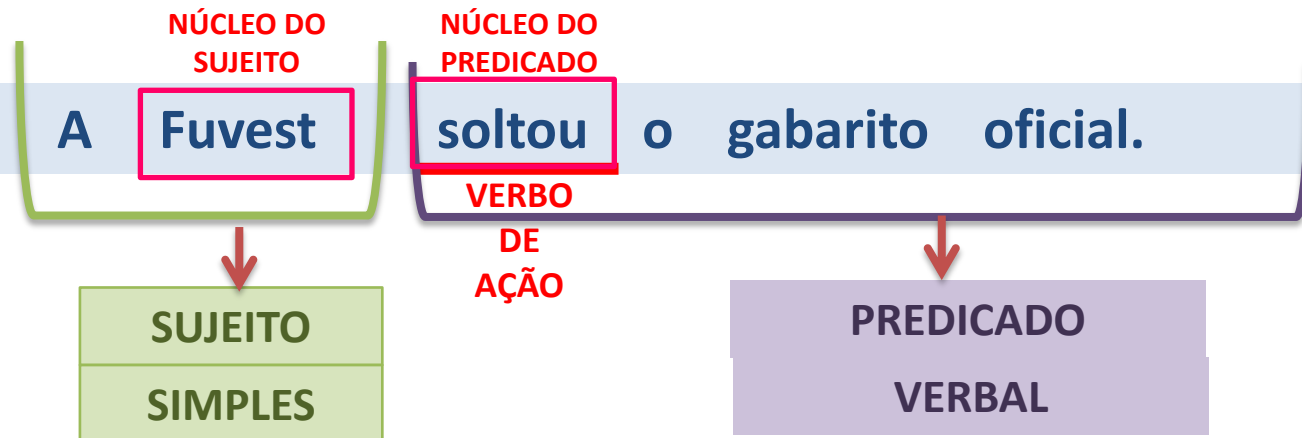 NÚCLEO DO
SUJEITO
NÚCLEO DO
PREDICADO
A Fuvest soltou o gabarito oficial.
VERBO
DE
AÇÃO
SUJEITO
SIMPLES
PREDICADO
VERBAL